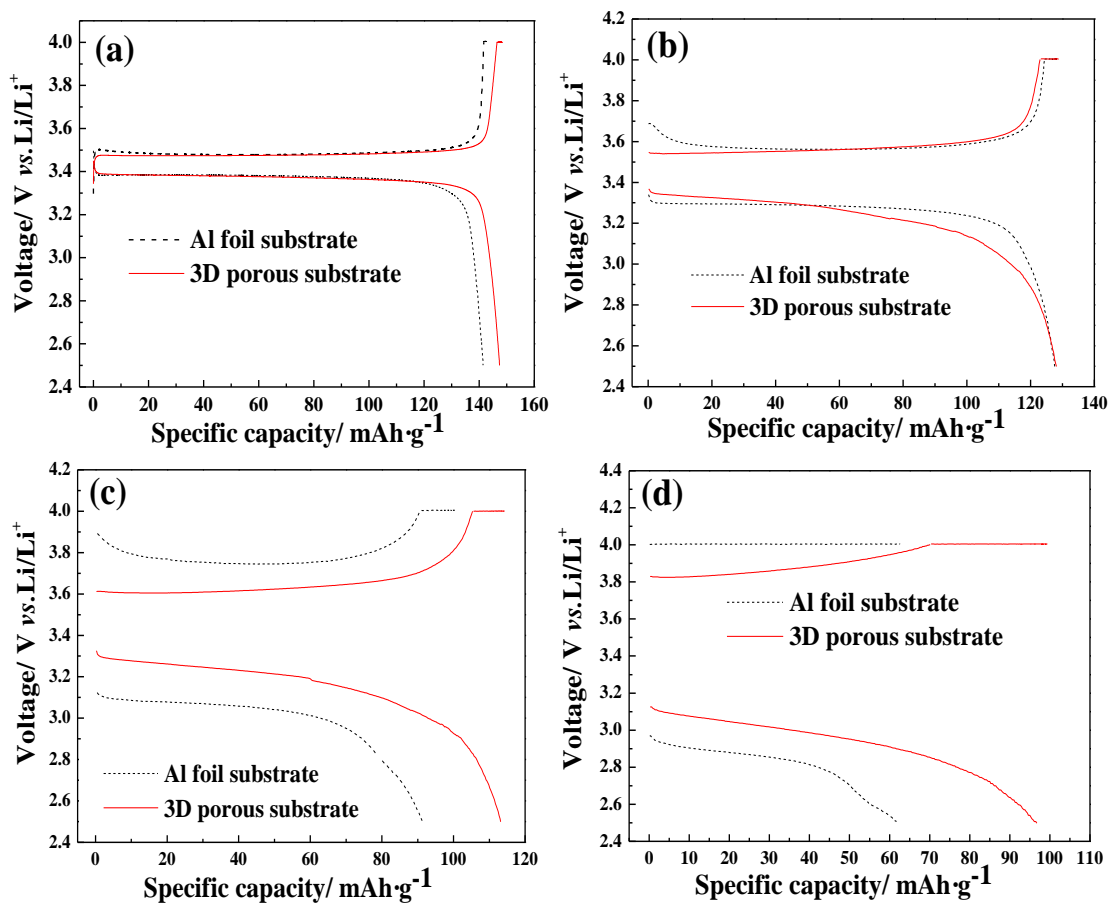 (a)
4.0
3.8
3.6
3.4
3.2
3.0
2.8
2.6
2.4
Voltage/ V vs.Li/Li+
Al foil substrate
3D porous substrate
0 20 40 60 80 100 120 140 160
Specific capacity/ mAh·g-1
(b)
4.0
3.8
3.6
3.4
3.2
3.0
2.8
2.6
2.4
Voltage/ V vs.Li/Li+
Al foil substrate
3D porous substrate
0 20 40 60 80 100 120 140
Specific capacity/ mAh·g-1
(c)
4.2
4.0
3.8
3.6
3.4
3.2
3.0
2.8
2.6
2.4
Voltage/ V vs.Li/Li+
Al foil substrate
3D porous substrate
0 20 40 60 80 100 120
Specific capacity/ mAh·g-1
(d)
4.4
4.2
4.0
3.8
3.6
3.4
3.2
3.0
2.8
2.6
2.4
Voltage/ V vs.Li/Li+
Al foil substrate
3D porous substrate
0 10 20 30 40 50 60 70 80 90 100 110
Specific capacity/ mAh·g-1